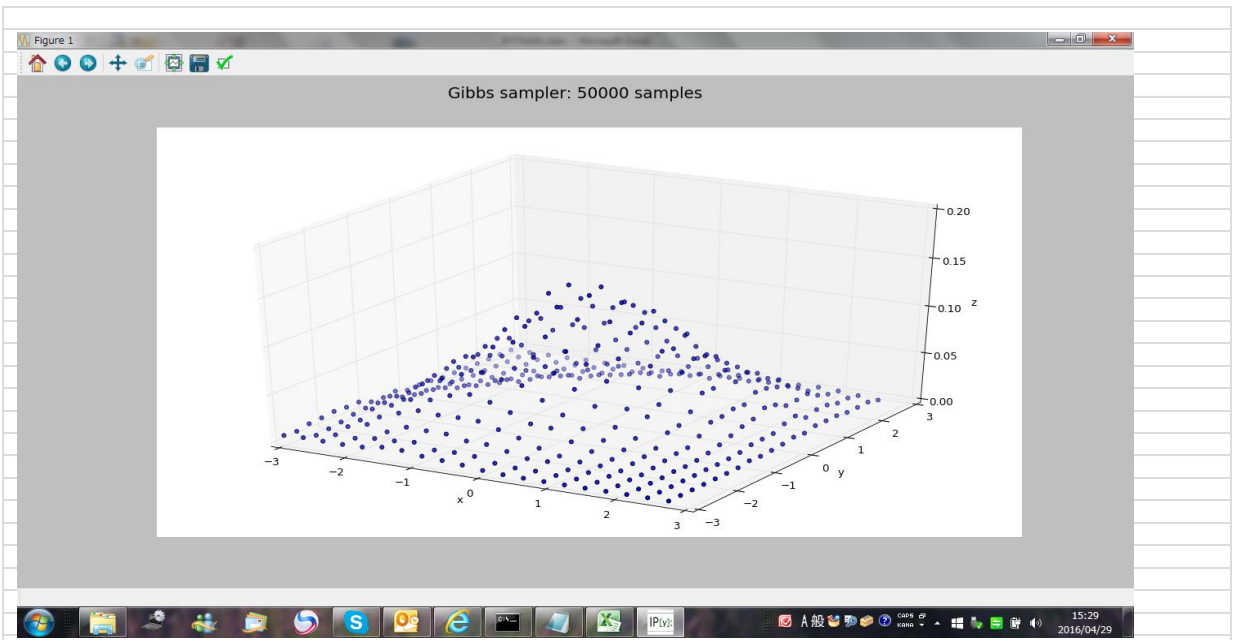 Figure 1
Gibbs sampler: 50000 samples
0.20
0.15
0.10 z
0.05
0.00
3
2
1
0 y
−1
−2
−3
−3
−2
−1
x 0
1
2
3
IP[y]:
A 般
CAPS
KANA
15:29
2016/04/29